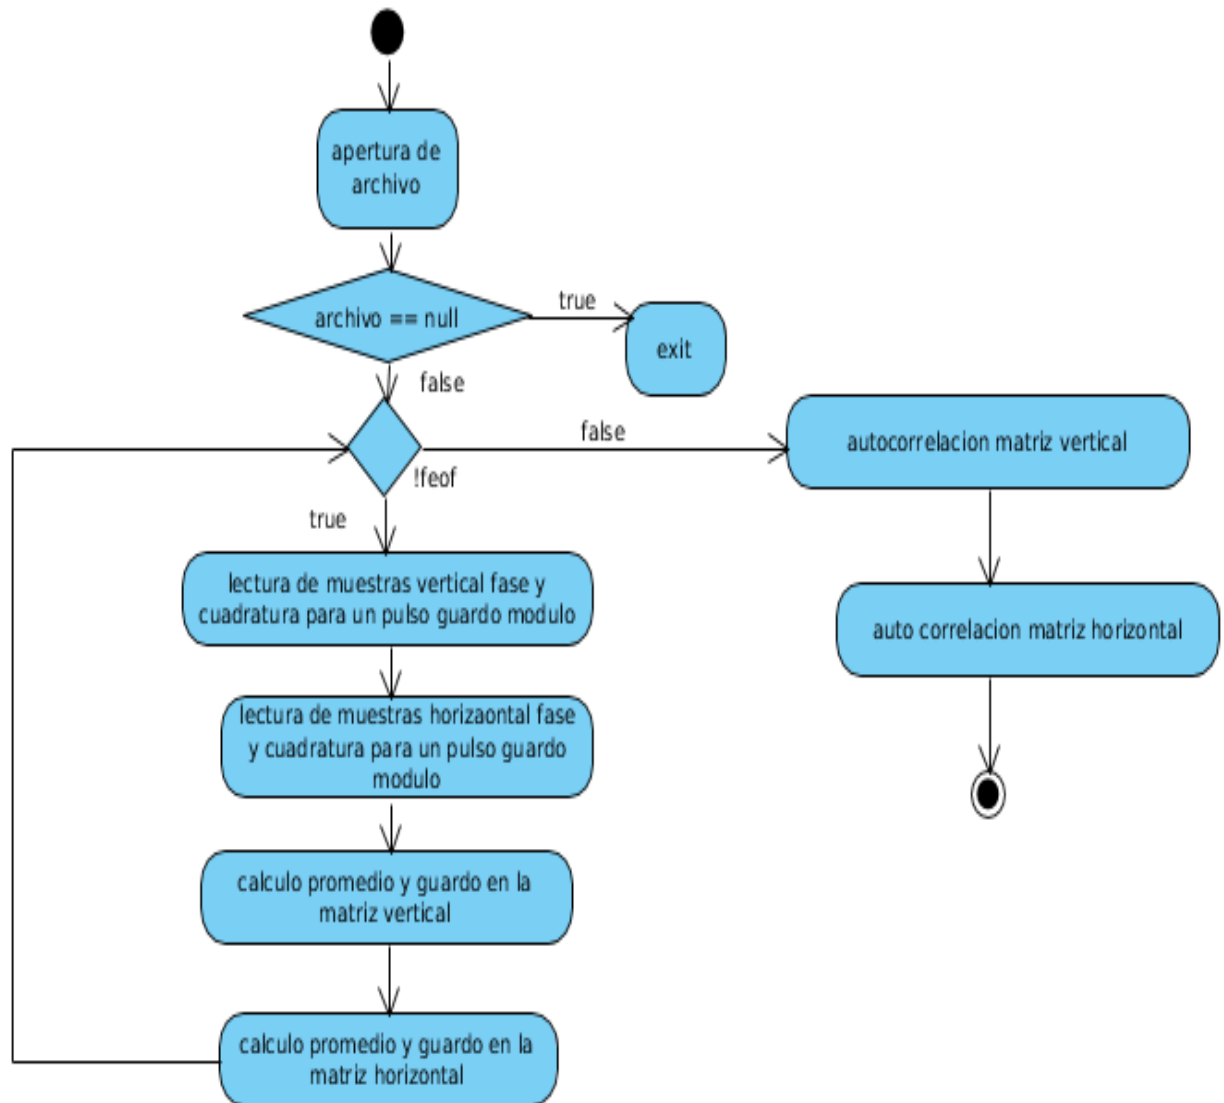 apertura de
archivo
archivo == null
true
exit
false
false
!feof
true
autocorrelacion matriz vertical
lectura de muestras vertical fase y
cuadratura para un pulso guardo modulo
auto correlacion matriz horizontal
lectura de muestras horizaontal fase
y cuadratura para un pulso guardo
modulo
calculo promedio y guardo en la
matriz vertical
calculo promedio y guardo en la
matriz horizontal